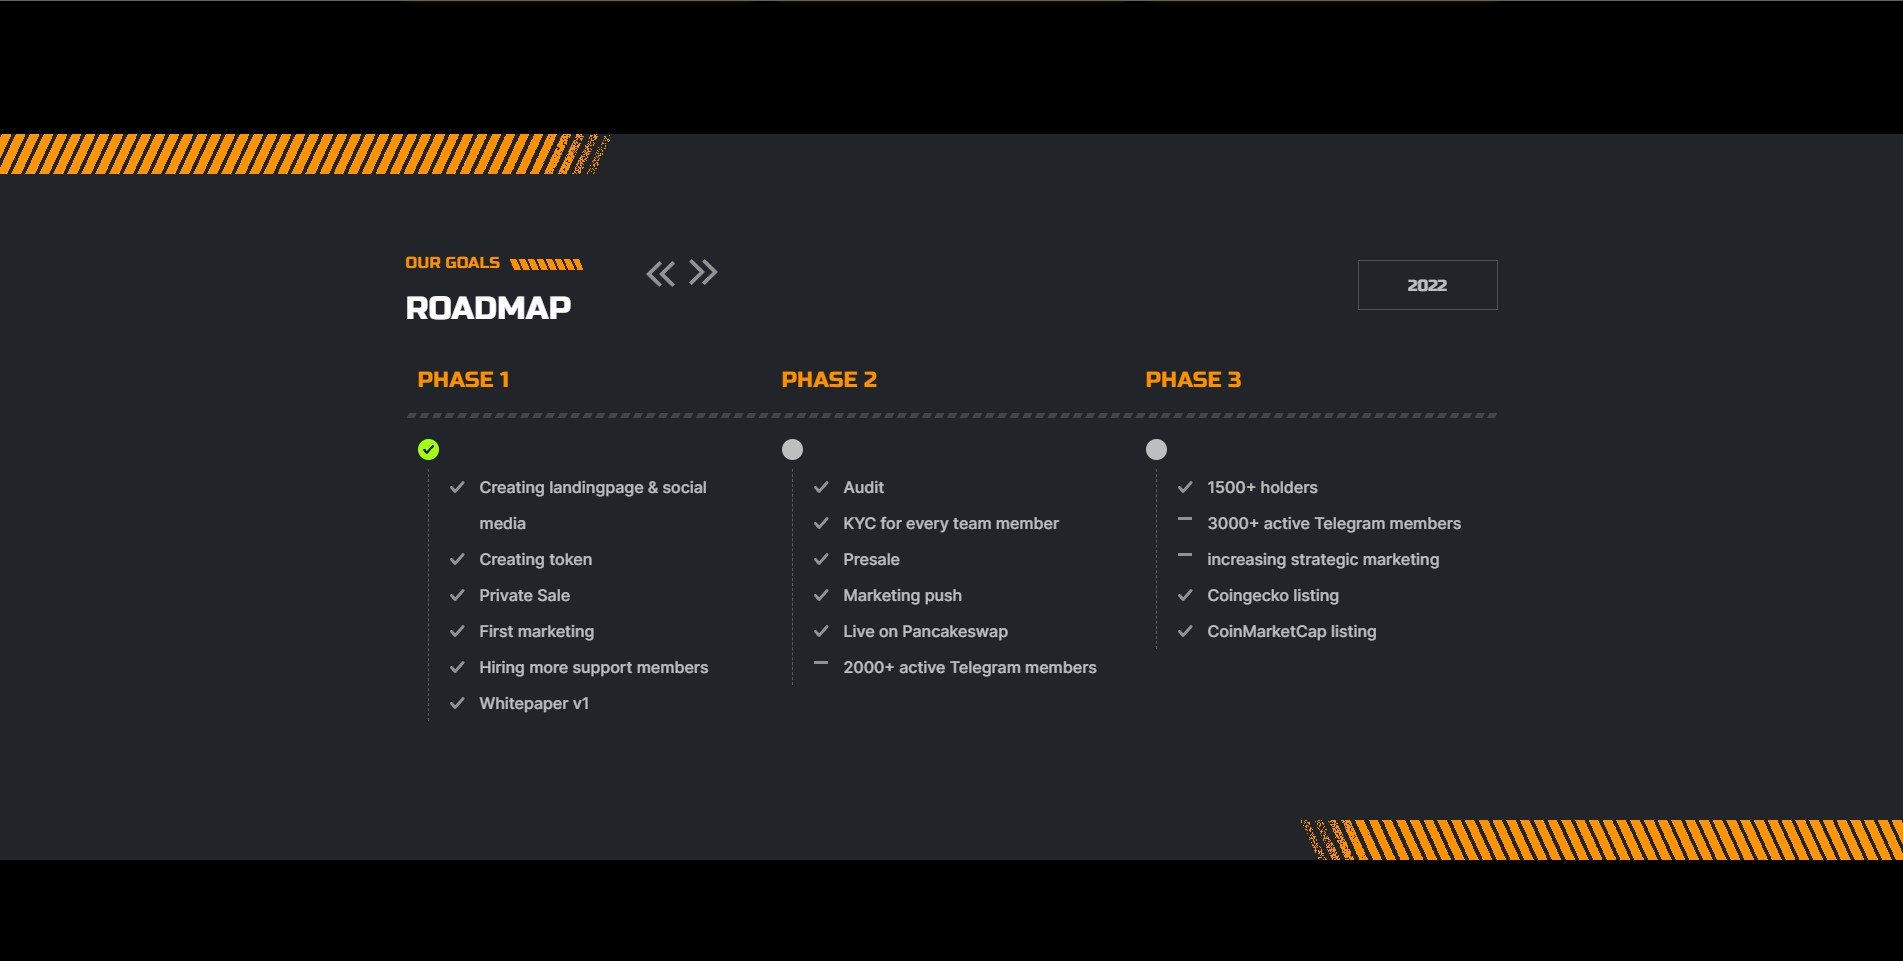 OUR GOALS
ROADMAP
2022
PHASE 1
Creating landingpage & social
media
Creating token
Private Sale
First marketing
Hiring more support members
Whitepaper v1
PHASE 2
Audit
KYC for every team member
Presale
Marketing push
Live on Pancakeswap
2000+ active Telegram members
PHASE 3
1500+ holders
3000+ active Telegram members
increasing strategic marketing
Coingecko listing
CoinMarketCap listing